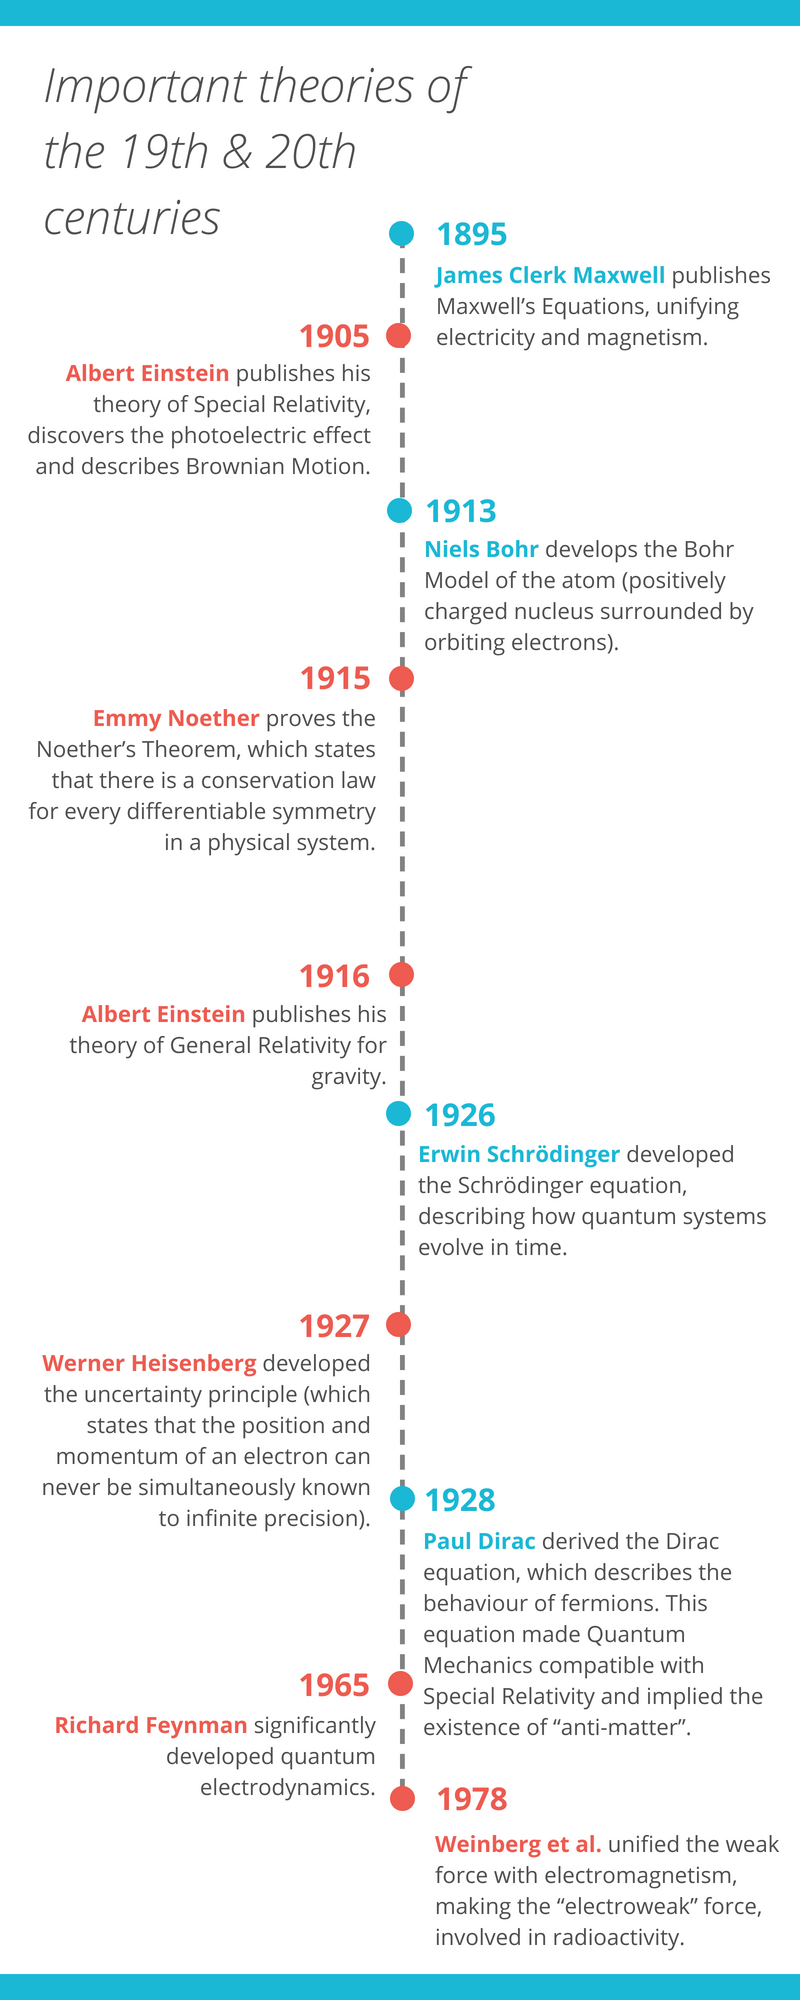 Important theories of
the 19th & 20th
centuries
1895
James Clerk Maxwell publishes
Maxwell’s Equations, unifying
electricity and magnetism.
1905
Albert Einstein publishes his
theory of Special Relativity,
discovers the photoelectric effect
and describes Brownian Motion.
1913
Niels Bohr develops the Bohr
Model of the atom (positively
charged nucleus surrounded by
orbiting electrons).
1915
Emmy Noether proves the
Noether’s Theorem, which states
that there is a conservation law
for every differentiable symmetry
in a physical system.
1916
Albert Einstein publishes his
theory of General Relativity for
gravity.
1926
Erwin Schrödinger developed
the Schrödinger equation,
describing how quantum systems
evolve in time.
1927
Werner Heisenberg developed
the uncertainty principle (which
states that the position and
momentum of an electron can
never be simultaneously known
to infinite precision).
1928
Paul Dirac derived the Dirac
equation, which describes the
behaviour of fermions. This
equation made Quantum
Mechanics compatible with
Special Relativity and implied the
existence of “anti-matter”.
1965
Richard Feynman significantly
developed quantum
electrodynamics.
1978
Weinberg et al. unified the weak
force with electromagnetism,
making the “electroweak” force,
involved in radioactivity.